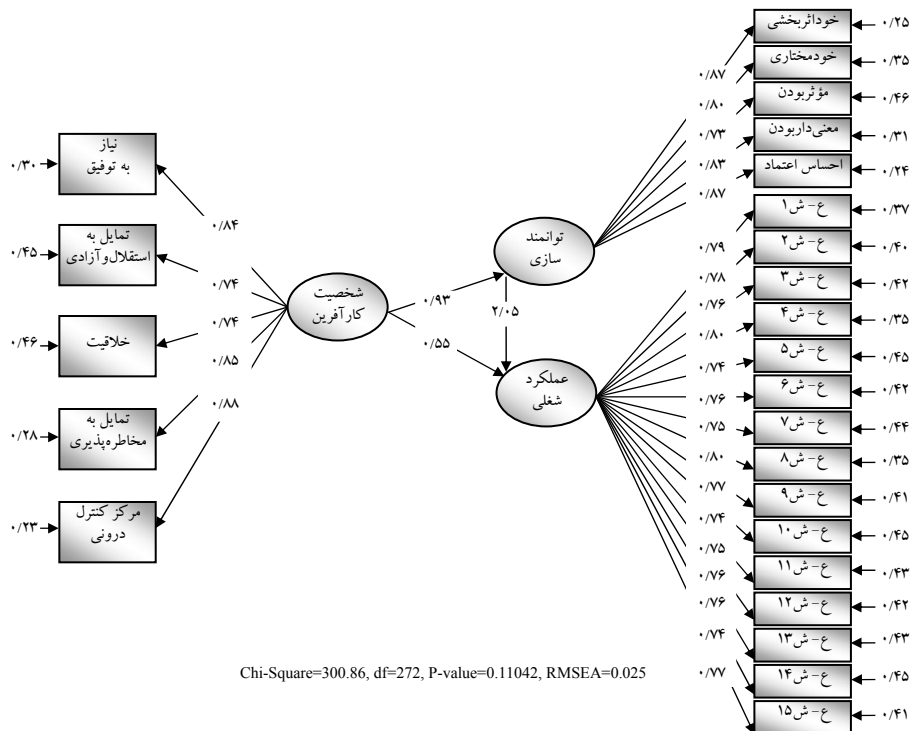 خوداثربخشی
۰/۲۵
۰/۸۷
خودمختاری
۰/۳۵
۰/۸۰
مؤثربودن
۰/۴۶
۰/۷۳
معنی‌داربودن
۰/۳۱
۰/۸۳
احساس اعتماد
۰/۲۴
۰/۸۷
نیاز
به توفیق
۰/۳۰
۰/۸۴
تمایل به
استقلال‌وآزادی
۰/۴۵
۰/۷۴
خلاقیت
۰/۴۶
۰/۷۴
تمایل به
مخاطره‌پذیری
۰/۲۸
۰/۸۵
مرکز کنترل
درونی
۰/۲۳
۰/۸۸
شخصیت
کارآفرین
توانمند
سازی
عملکرد
شغلی
۰/۹۳
۲/۰۵
۰/۵۵
ع- ش۱
۰/۳۷
۰/۷۹
ع- ش۲
۰/۴۰
۰/۷۸
ع- ش۳
۰/۴۲
۰/۷۶
ع- ش۴
۰/۳۵
۰/۸۰
ع- ش۵
۰/۴۵
۰/۷۴
ع- ش۶
۰/۴۲
۰/۷۶
ع- ش۷
۰/۴۴
۰/۷۵
ع- ش۸
۰/۳۵
۰/۸۰
ع- ش۹
۰/۴۱
۰/۷۷
ع- ش۱۰
۰/۴۵
۰/۷۴
ع- ش۱۱
۰/۴۳
۰/۷۵
ع- ش۱۲
۰/۴۲
۰/۷۶
ع- ش۱۳
۰/۴۳
۰/۷۶
ع- ش۱۴
۰/۴۵
۰/۷۴
ع- ش۱۵
۰/۴۱
۰/۷۷
Chi-Square=300.86, df=272, P-value=0.11042, RMSEA=0.025